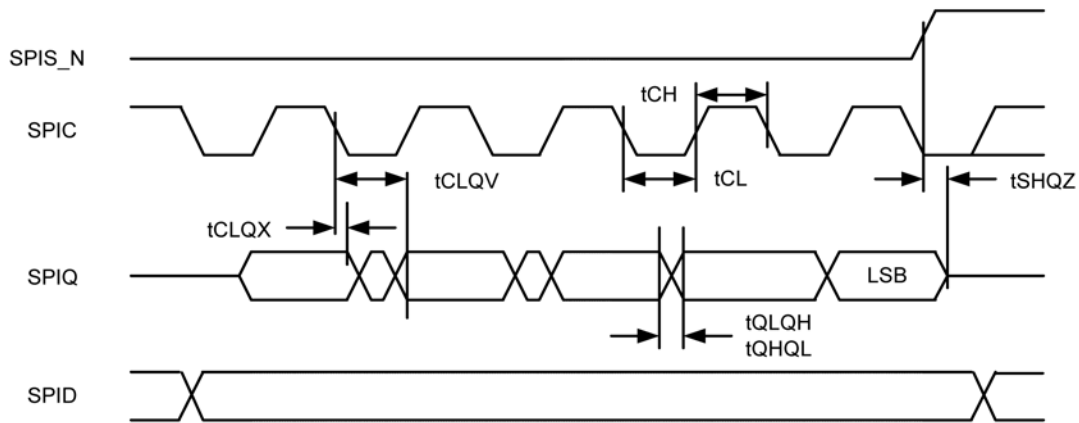 SPIS_N
tCH
SPIC
tCLQV
tCL
tSHQZ
tCLQX
SPIQ
LSB
tQLQH
tQHQL
SPID